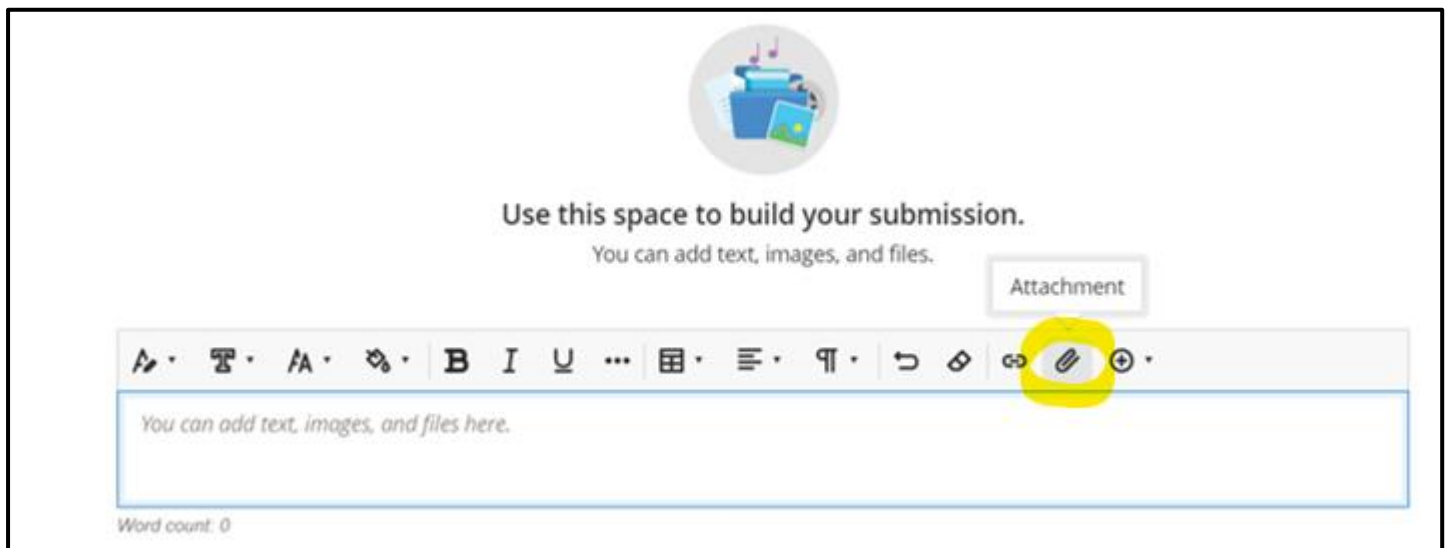 Use this space to build your submission.
You can add text, images, and files.
Attachment
B I U
You can add text, images, and files here.
Word count: 0